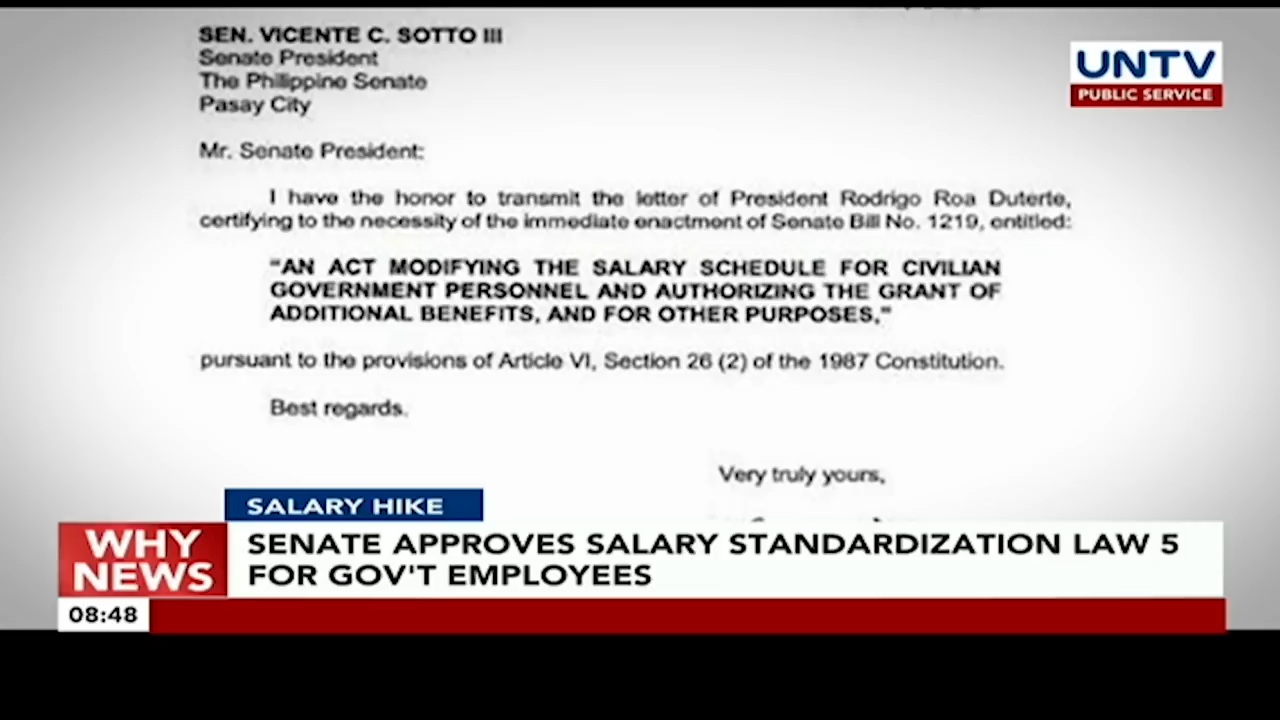 SEN. VICENTE C. SOTTO III
Senate President
The Philippine Senate
Pasay City
Mr. Senate President:
I have the honor to transmit the letter of President Rodrigo Roa Duterte,
certifying to the necessity of the immediate enactment of Senate Bill No. 1219, entitled:
"AN ACT MODIFYING THE SALARY SCHEDULE FOR CIVILIAN
GOVERNMENT PERSONNEL AND AUTHORIZING THE GRANT OF
ADDITIONAL BENEFITS, AND FOR OTHER PURPOSES,"
pursuant to the provisions of Article VI, Section 26 (2) of the 1987 Constitution.
Best regards.
Very truly yours,
UNTV
PUBLIC SERVICE
SALARY HIKE
WHY
NEWS
SENATE APPROVES SALARY STANDARDIZATION LAW 5
FOR GOV'T EMPLOYEES
08:48